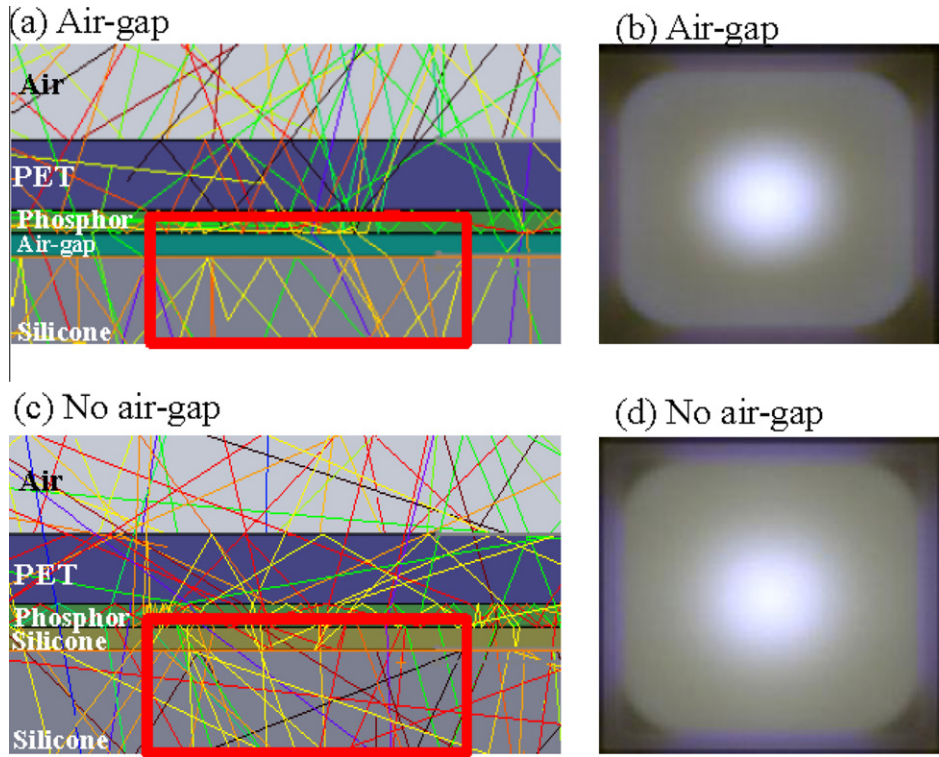 (a) Air-gap
(b) Air-gap
Air
PET
Phosphor
Air-gap
Silicone
(c) No air-gap
(d) No air-gap
Air
PET
Phosphor
Silicone
Silicone